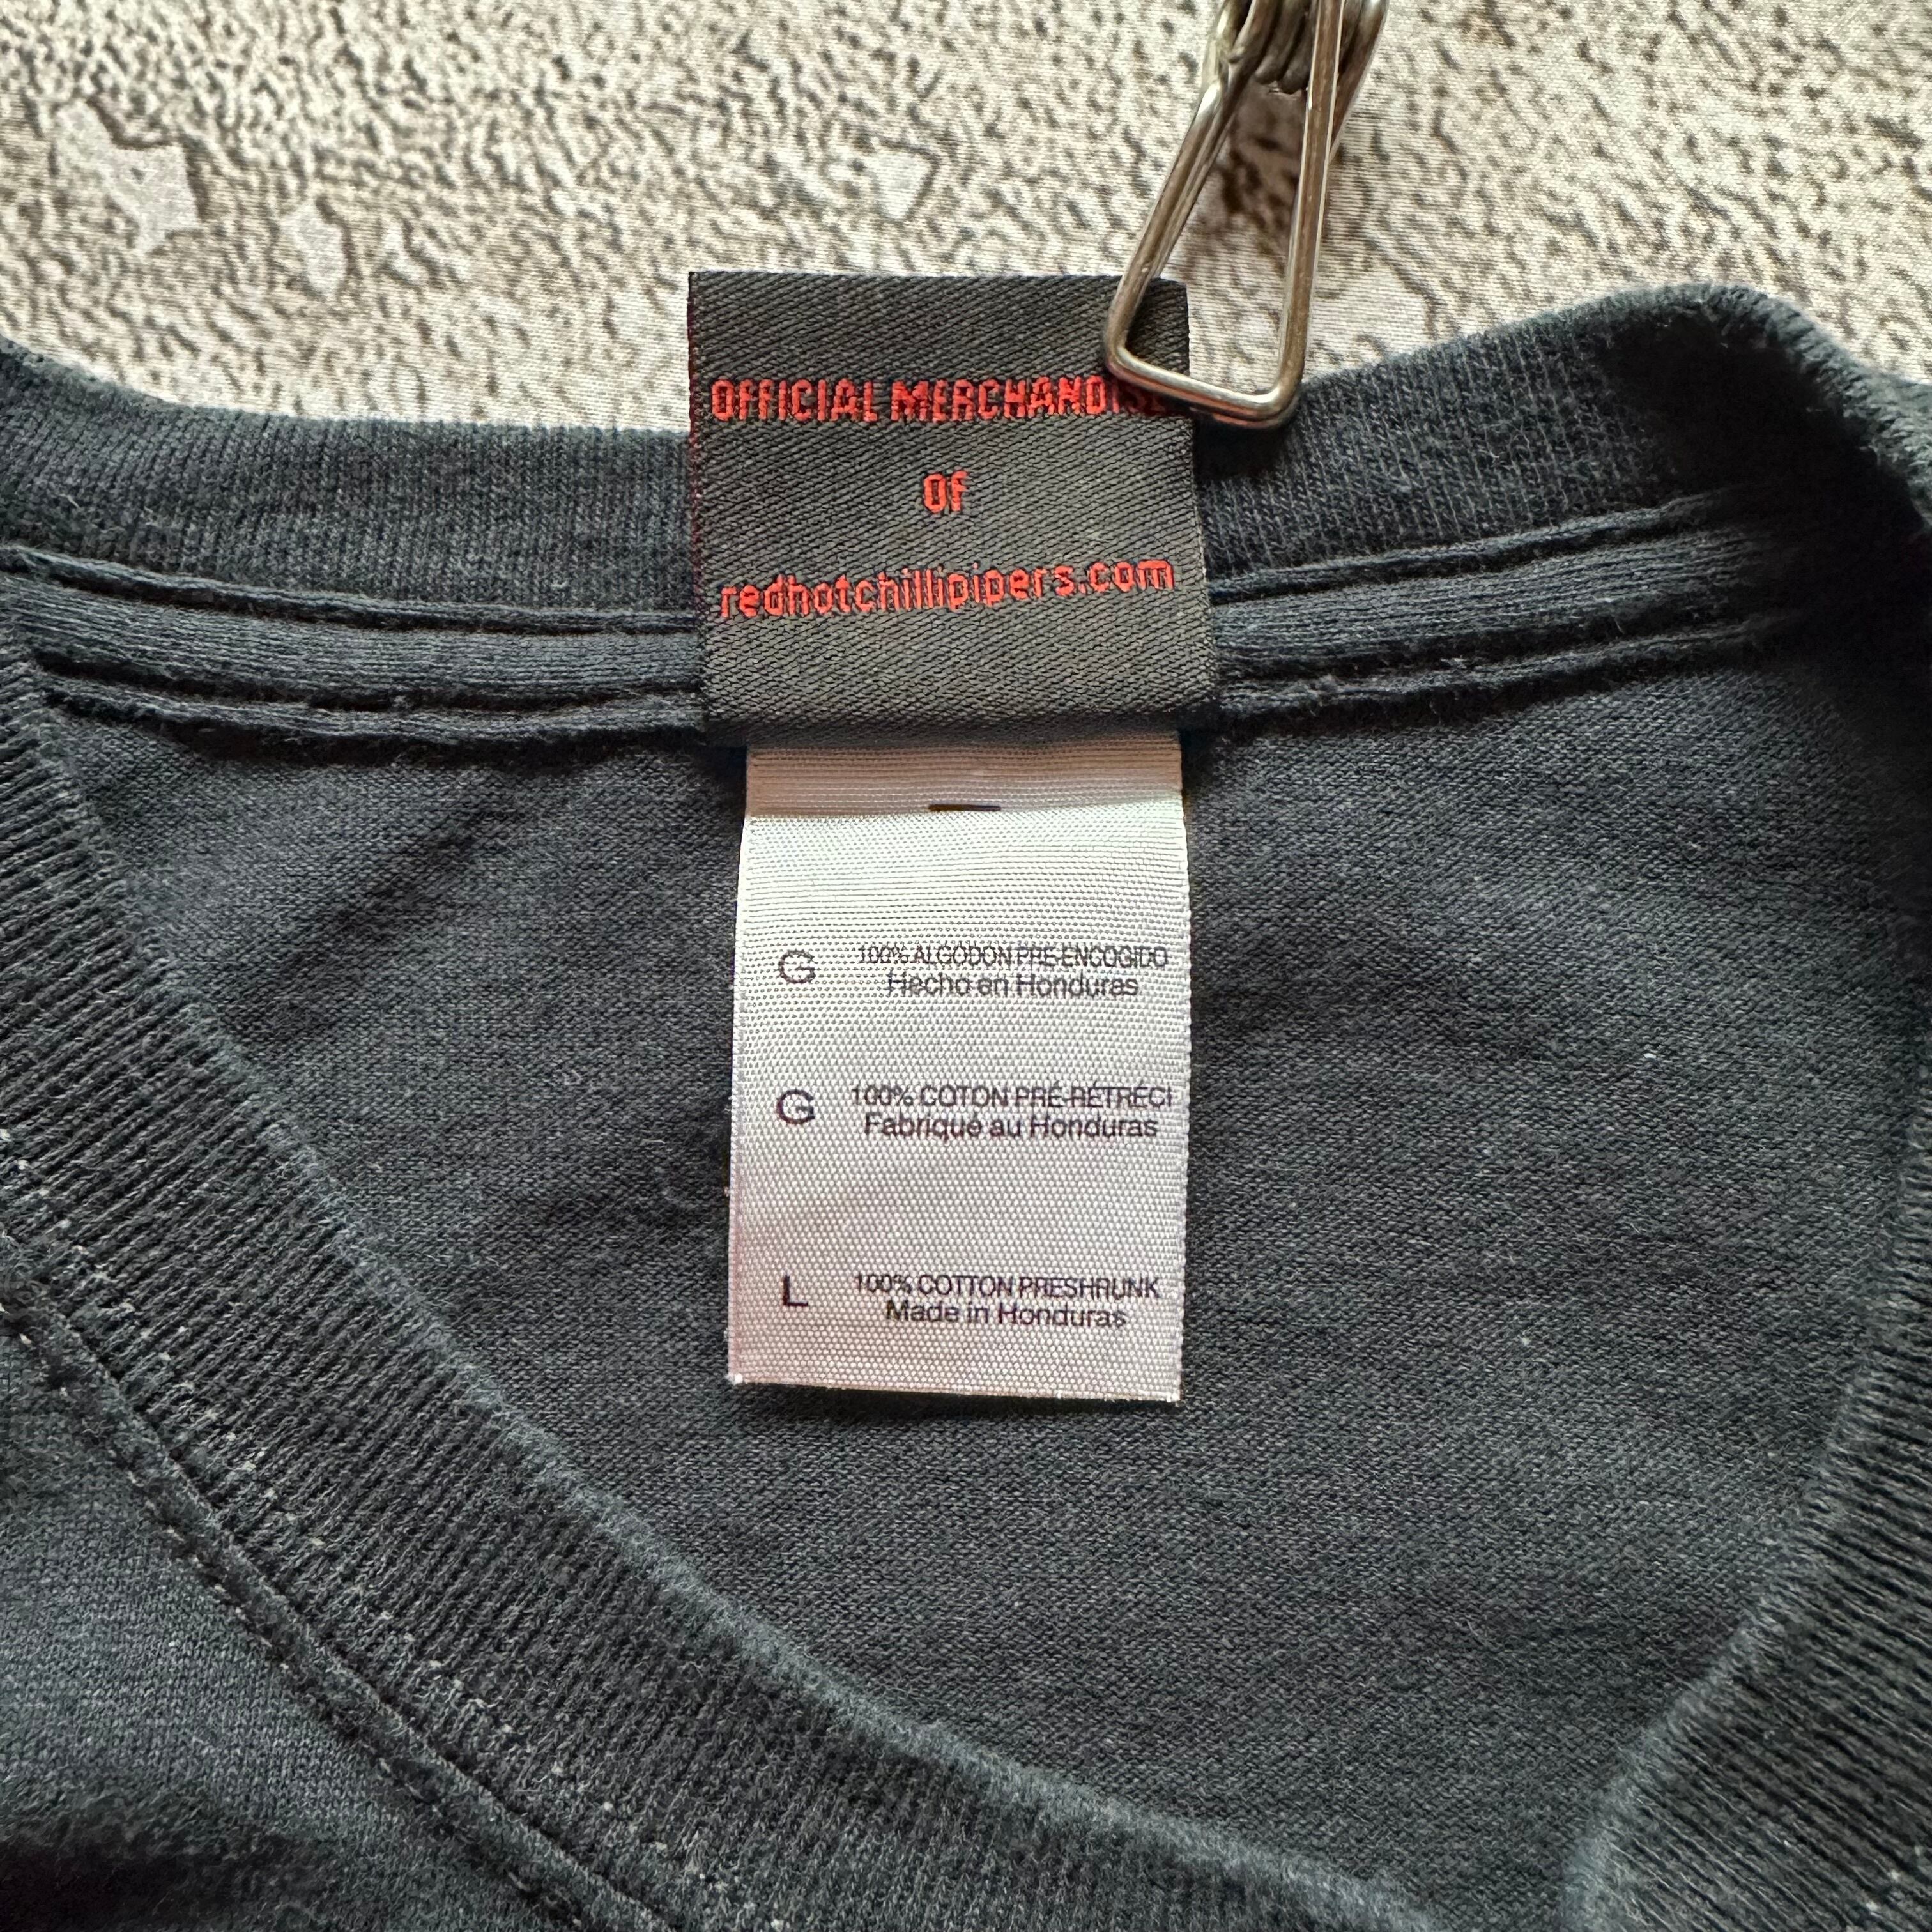 OFFICIAL MERCHANDISE
OF
redhotchillipipers.com
G 100% ALGODON PRE-ENCOGIDO
Hecho en Honduras
G 100% COTON PRÉ-RÉTRÉCI
Fabriqué au Honduras
L 100% COTTON PRESHRUNK
Made in Honduras